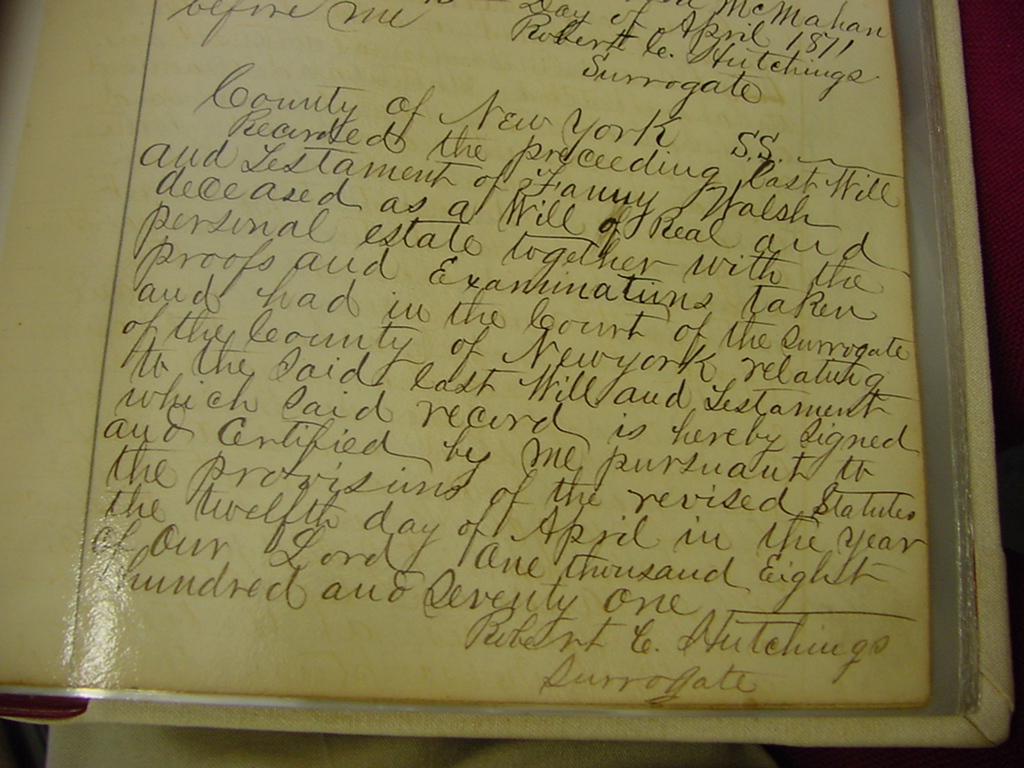 McMahan
before me Day of April 1871
Robert C. Hutchings
Surrogate
County of New York S.S.
Recorded the preceeding Last Will
and Testament of Fanny Walsh
deceased as a Will of Real and
personal estate together with the
proofs and Examinations taken
and had in the Court of the Surrogate
of the County of New york relating
to the Said Last Will and Testament
which Said record is hereby Signed
and Certified by me pursuant to
the provisions of the revised Statutes
the twelfth day of April in the year
of Our Lord One thousand Eight
hundred and Seventy One
Robert C. Hutchings
Surrogate